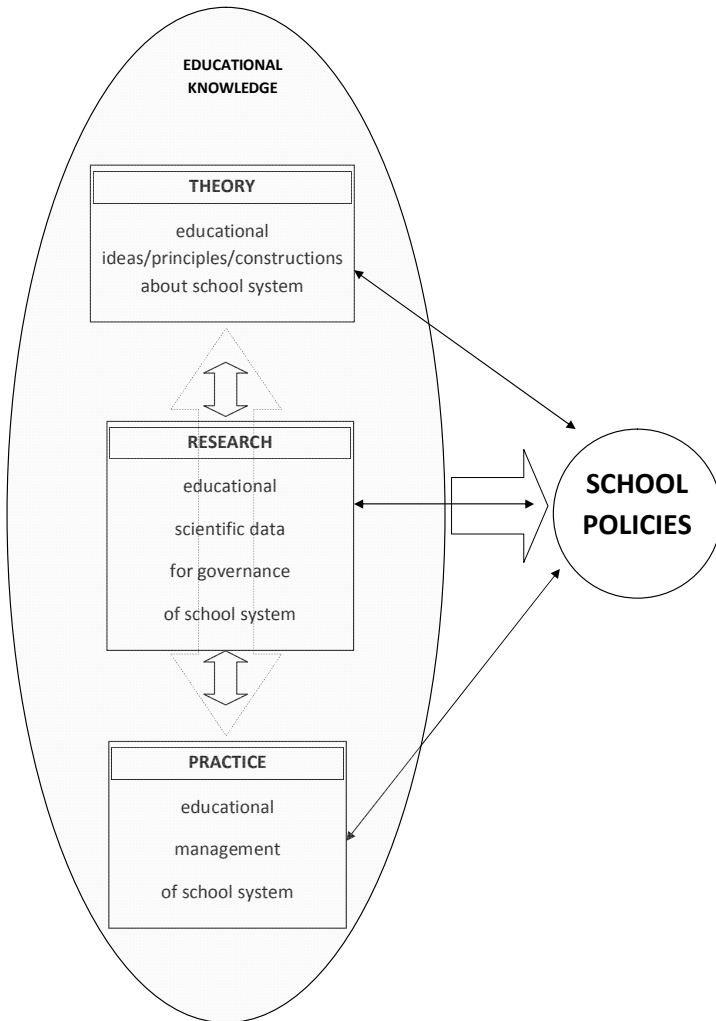 EDUCATIONAL
KNOWLEDGE
THEORY
educational
ideas/principles/constructions
about school system
RESEARCH
educational
scientific data
for governance
of school system
SCHOOL
POLICIES
PRACTICE
educational
management
of school system